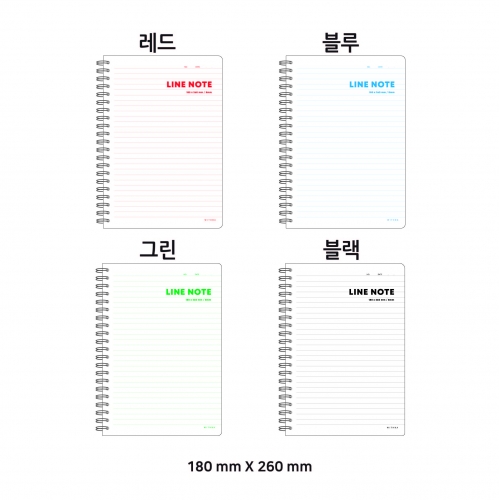 레드
블루
LINE NOTE
LINE NOTE
그린
블랙
LINE NOTE
LINE NOTE
180 mm X 260 mm